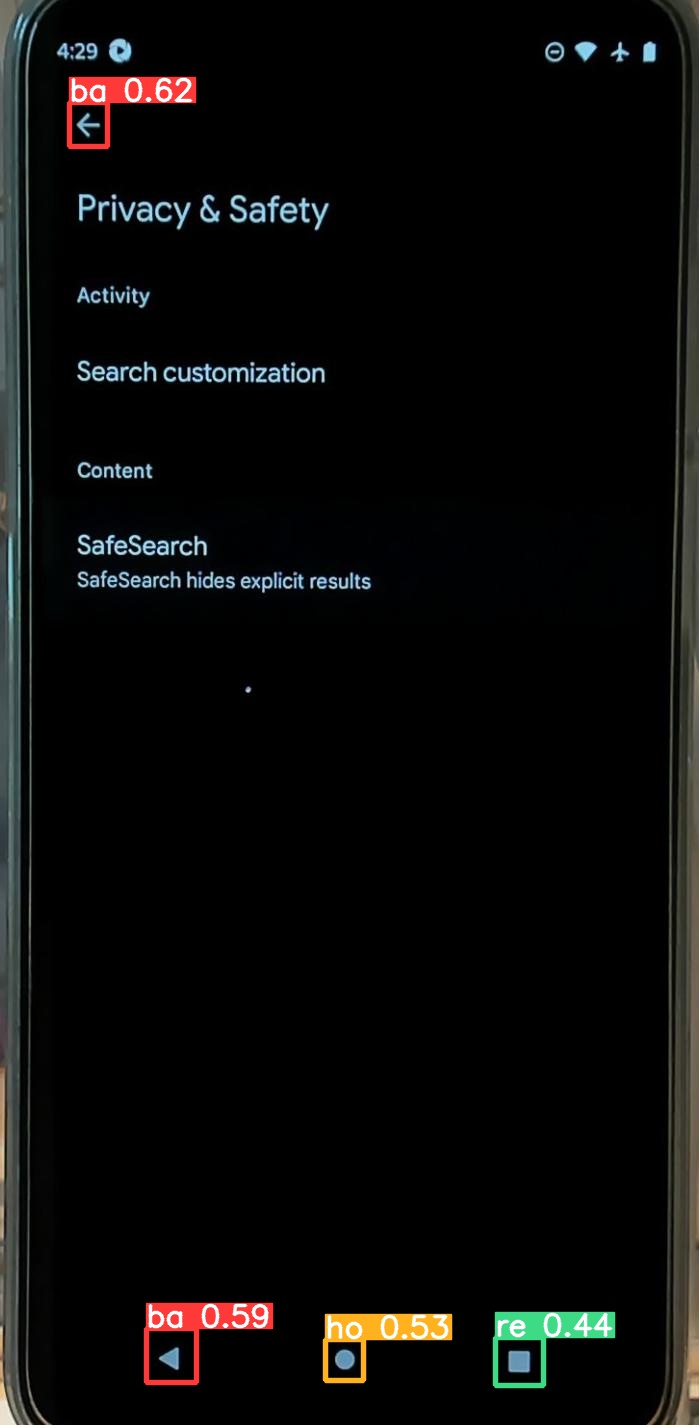 4:29
ba 0.62
Privacy & Safety
Activity
Search customization
Content
SafeSearch
SafeSearch hides explicit results
ba 0.59
ho 0.53
re 0.44